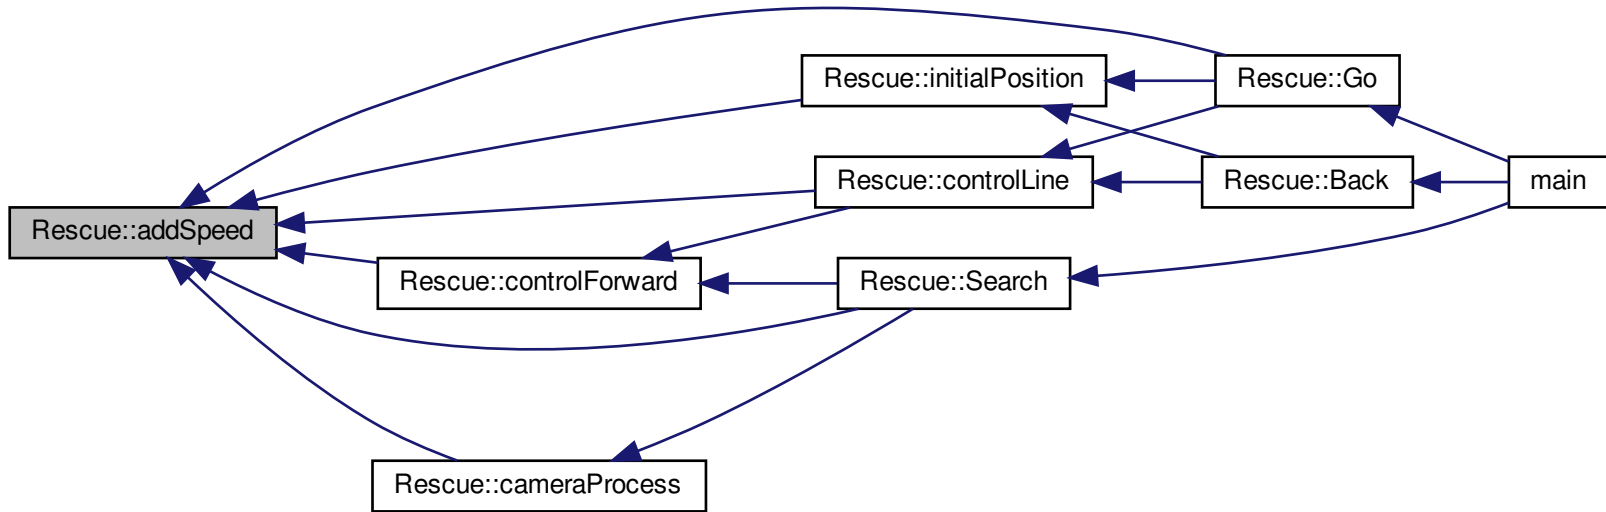 Rescue::initialPosition
Rescue::Go
Rescue::controlLine
Rescue::Back
main
Rescue::addSpeed
Rescue::controlForward
Rescue::Search
Rescue::cameraProcess